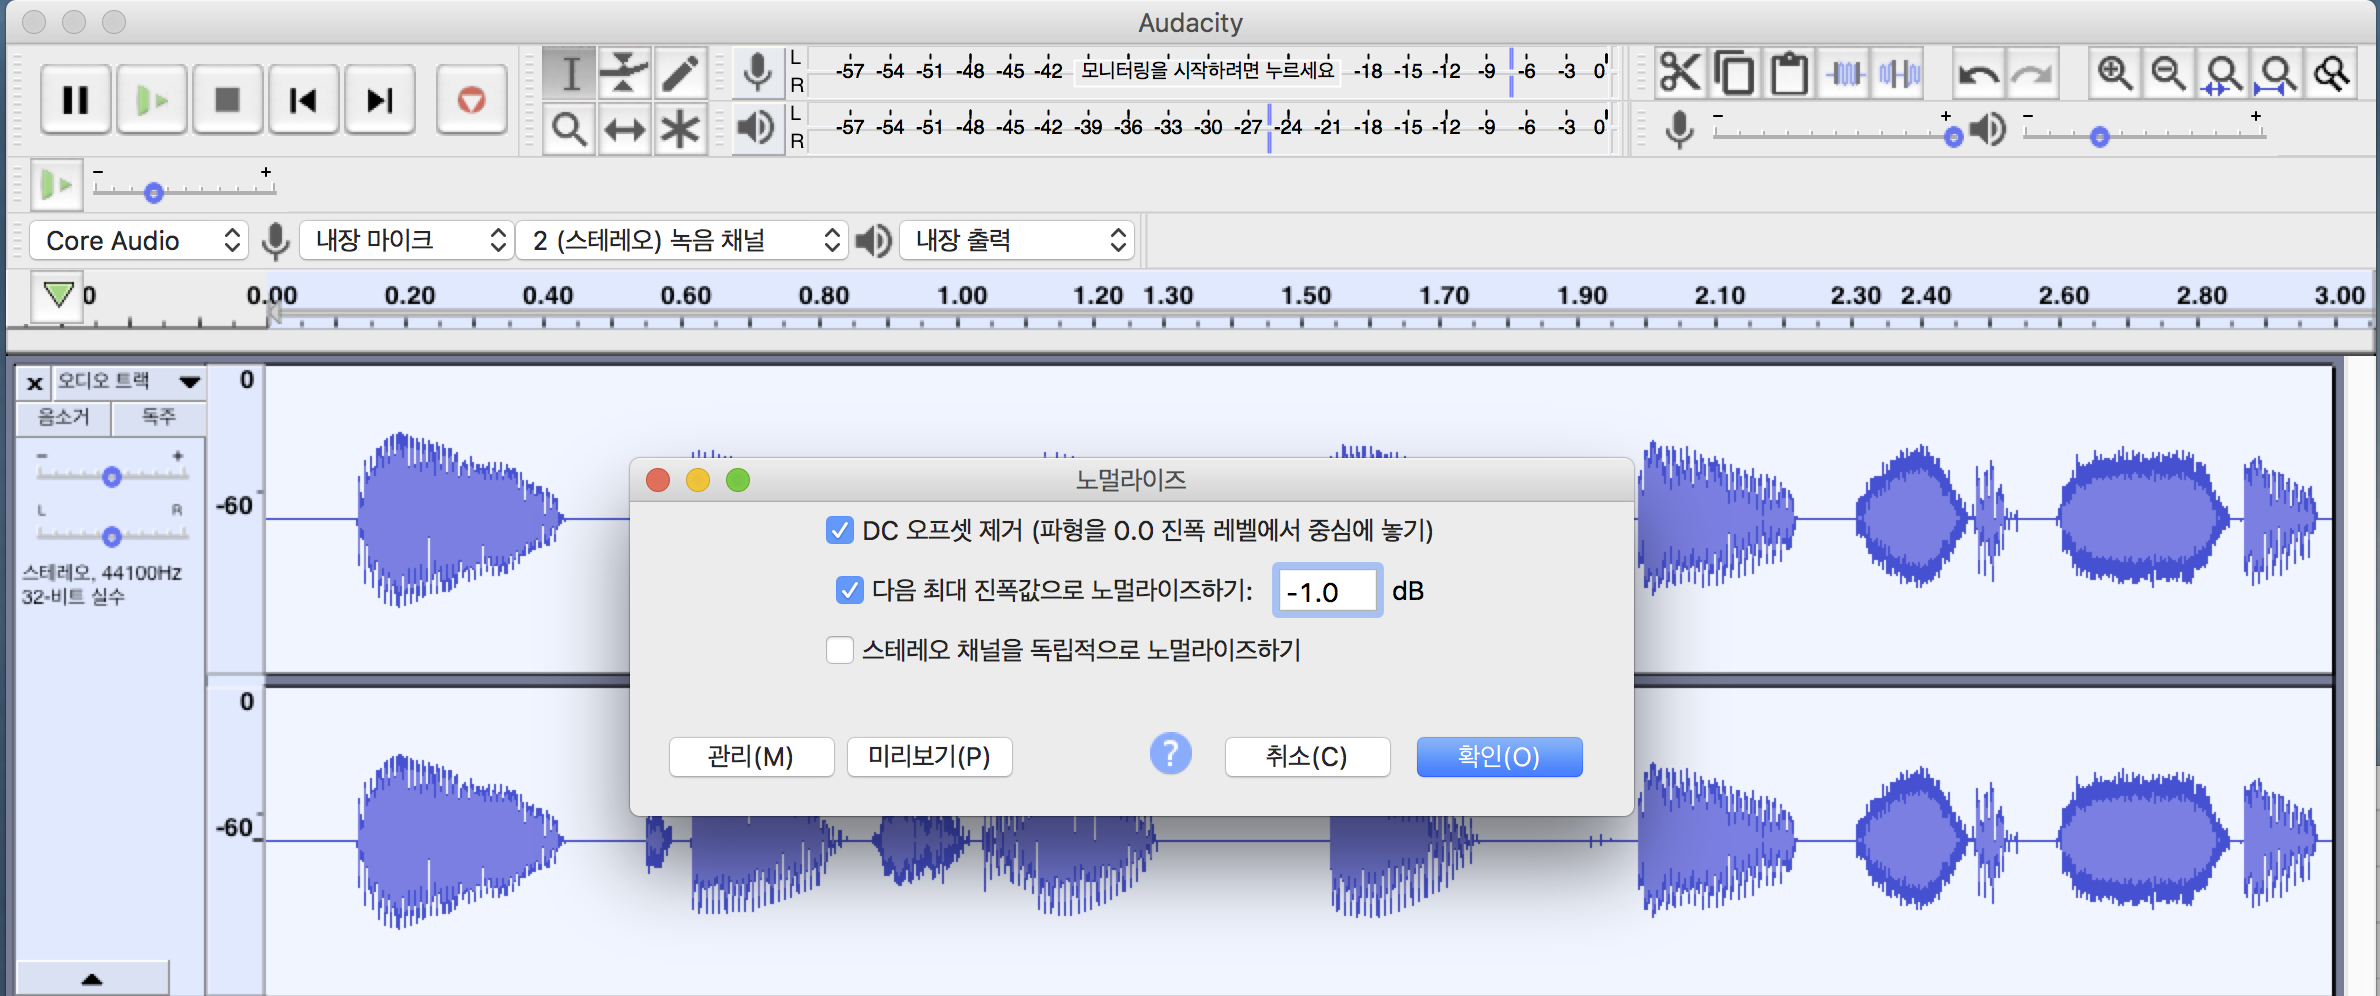 Audacity
L
R
-57 -54 -51 -48 -45 -42 모니터링을 시작하려면 누르세요 -18 -15 -12 -9 -6 -3 0
L
R
-57 -54 -51 -48 -45 -42 -39 -36 -33 -30 -27 -24 -21 -18 -15 -12 -9 -6 -3 0
- +
- +
- +
Core Audio
내장 마이크
2 (스테레오) 녹음 채널
내장 출력
0 0.00 0.20 0.40 0.60 0.80 1.00 1.20 1.30 1.50 1.70 1.90 2.10 2.30 2.40 2.60 2.80 3.00
x 오디오 트랙
음소거 독주
- +
L R
스테레오, 44100Hz
32-비트 실수
0
-60
0
-60
노멀라이즈
DC 오프셋 제거 (파형을 0.0 진폭 레벨에서 중심에 놓기)
다음 최대 진폭값으로 노멀라이즈하기: -1.0 dB
스테레오 채널을 독립적으로 노멀라이즈하기
관리(M) 미리보기(P) ? 취소(C) 확인(O)